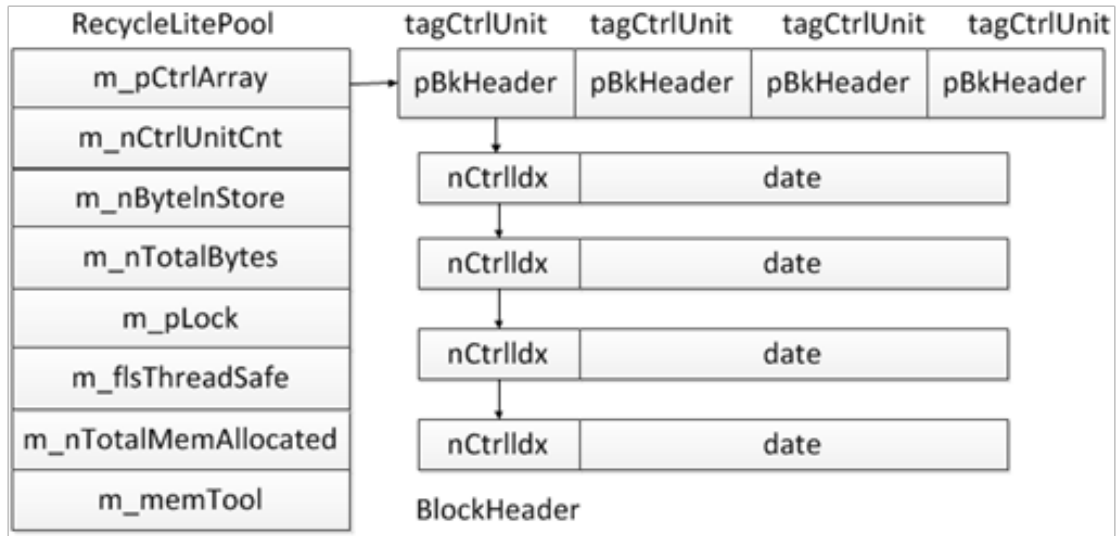 RecycleLitePool tagCtrlUnit tagCtrlUnit tagCtrlUnit tagCtrlUnit
m_pCtrlArray pBkHeader pBkHeader pBkHeader pBkHeader
m_nCtrlUnitCnt
nCtrlIdx date
m_nByteInStore
m_nTotalBytes nCtrlIdx date
m_pLock
nCtrlIdx date
m_fIsThreadSafe
m_nTotalMemAllocated nCtrlIdx date
m_memTool
BlockHeader